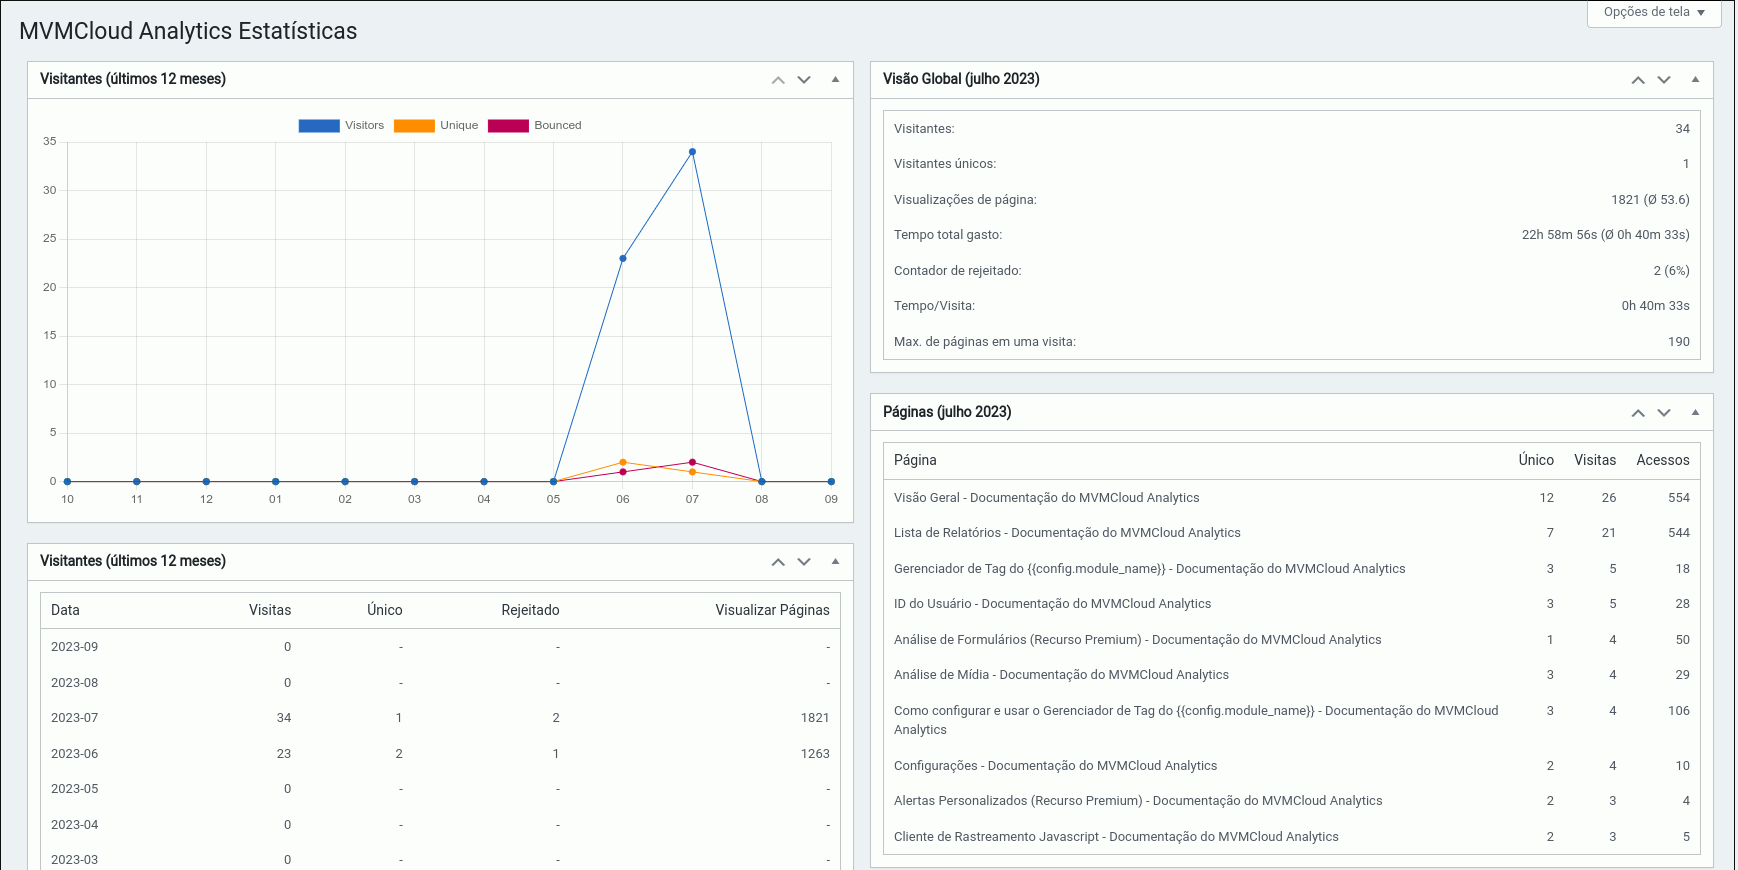 MVMCloud Analytics Estatísticas
Opções de tela
Visitantes (últimos 12 meses)
Visitors Unique Bounced
35
30
25
20
15
10
5
0
10 11 12 01 02 03 04 05 06 07 08 09
Visitantes (últimos 12 meses)
Data Visitas Único Rejeitado Visualizar Páginas
2023-09 0 - - -
2023-08 0 - - -
2023-07 34 1 2 1821
2023-06 23 2 1 1263
2023-05 0 - - -
2023-04 0 - - -
2023-03 0 - - -
Visão Global (julho 2023)
Visitantes: 34
Visitantes únicos: 1
Visualizações de página: 1821 (Ø 53.6)
Tempo total gasto: 22h 58m 56s (Ø 0h 40m 33s)
Contador de rejeitado: 2 (6%)
Tempo/Visita: 0h 40m 33s
Max. de páginas em uma visita: 190
Páginas (julho 2023)
Página Único Visitas Acessos
Visão Geral - Documentação do MVMCloud Analytics 12 26 554
Lista de Relatórios - Documentação do MVMCloud Analytics 7 21 544
Gerenciador de Tag do {{config.module_name}} - Documentação do MVMCloud Analytics 3 5 18
ID do Usuário - Documentação do MVMCloud Analytics 3 5 28
Análise de Formulários (Recurso Premium) - Documentação do MVMCloud Analytics 1 4 50
Análise de Mídia - Documentação do MVMCloud Analytics 3 4 29
Como configurar e usar o Gerenciador de Tag do {{config.module_name}} - Documentação do MVMCloud 3 4 106
Analytics
Configurações - Documentação do MVMCloud Analytics 2 4 10
Alertas Personalizados (Recurso Premium) - Documentação do MVMCloud Analytics 2 3 4
Cliente de Rastreamento Javascript - Documentação do MVMCloud Analytics 2 3 5